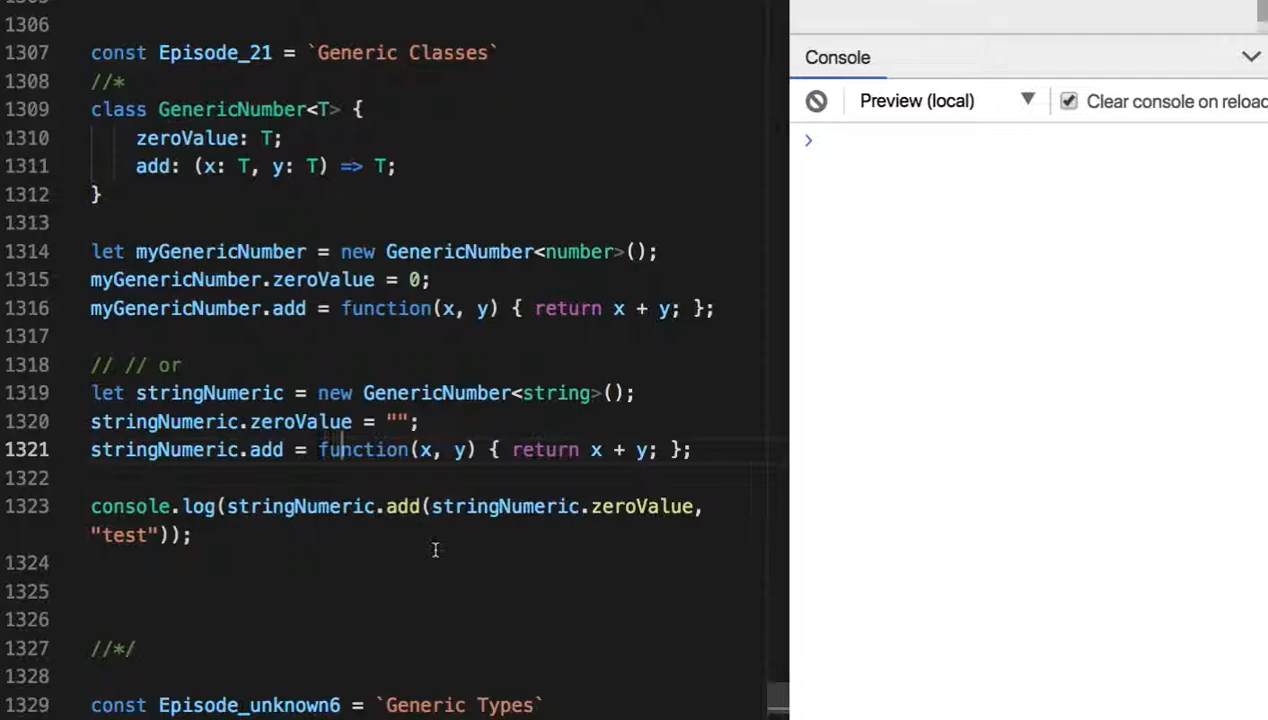 1306
1307 const Episode_21 = `Generic Classes`
1308 //*
1309 class GenericNumber<T> {
1310 zeroValue: T;
1311 add: (x: T, y: T) => T;
1312 }
1313
1314 let myGenericNumber = new GenericNumber<number>();
1315 myGenericNumber.zeroValue = 0;
1316 myGenericNumber.add = function(x, y) { return x + y; };
1317
1318 // // or
1319 let stringNumeric = new GenericNumber<string>();
1320 stringNumeric.zeroValue = "";
1321 stringNumeric.add = function(x, y) { return x + y; };
1322
1323 console.log(stringNumeric.add(stringNumeric.zeroValue,
"test"));
1324
1325
1326
1327 //*/
1328
1329 const Episode_unknown6 = `Generic Types`
Console
Preview (local) ▼ Clear console on reload
>